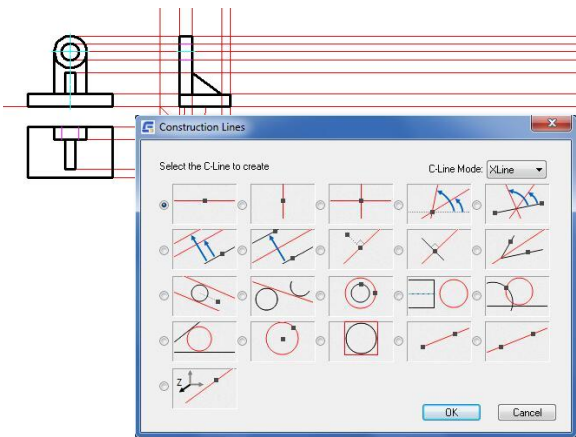 Construction Lines
Select the C-Line to create
C-Line Mode: XLine
Z
OK Cancel